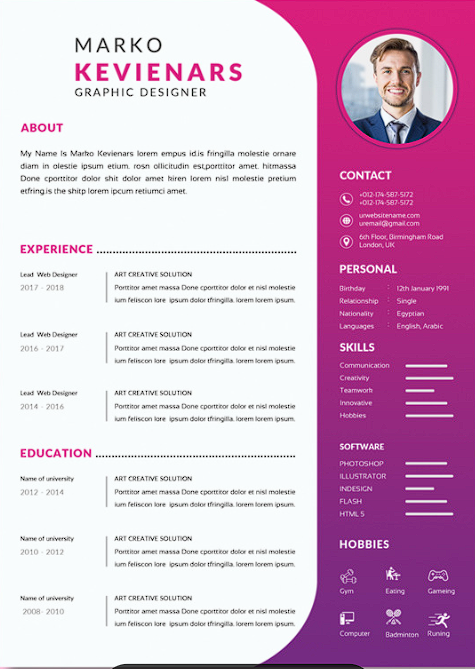 MARKO
KEVIENARS
GRAPHIC DESIGNER
ABOUT
My Name Is Marko Kevienars lorem empus id.is fringilla molestie ornare
diam in olestie ipsum etium. rosn ollicitudin est,porttitor amet. hitmassa
Done cporttitor dolor shit dolor amet hiren lorem nisl molestie pretium
etfring.is the shitp lorem ipcum retiumci amet.
EXPERIENCE
Lead Web Designer
2017 - 2018
ART CREATIVE SOLUTION
Porttitor amet massa Done cporttitor dolor et nisl molestie
ium feliscon lore ipsum dolor tfringilla. lorem lorem ipsum.
Lead Web Designer
2016 - 2017
ART CREATIVE SOLUTION
Porttitor amet massa Done cporttitor dolor et nisl molestie
ium feliscon lore ipsum dolor tfringilla. lorem lorem ipsum.
Lead Web Designer
2014 - 2016
ART CREATIVE SOLUTION
Porttitor amet massa Done cporttitor dolor et nisl molestie
ium feliscon lore ipsum dolor tfringilla. lorem lorem ipsum.
EDUCATION
Name of university
2012 - 2014
ART CREATIVE SOLUTION
Porttitor amet massa Done cporttitor dolor et nisl molestie
ium feliscon lore ipsum dolor tfringilla. lorem lorem ipsum.
Name of university
2010 - 2012
ART CREATIVE SOLUTION
Porttitor amet massa Done cporttitor dolor et nisl molestie
ium feliscon lore ipsum dolor tfringilla. lorem lorem ipsum.
Name of university
2008- 2010
ART CREATIVE SOLUTION
Porttitor amet massa Done cporttitor dolor et nisl molestie
ium feliscon lore ipsum dolor tfringilla. lorem lorem ipsum.
CONTACT
+012-174-587-5172
+012-174-587-5172
urwebsitename.com
uremail@gmail.com
6th Floor, Birmingham Road
London, UK
PERSONAL
Birthday : 12th January 1991
Relationship : Single
Nationality : Egyptian
Languages : English, Arabic
SKILLS
Communication
Creativity
Teamwork
Innovative
Hobbies
SOFTWARE
PHOTOSHOP
ILLUSTRATOR
INDESIGN
FLASH
HTML 5
HOBBIES
Gym Eating Gameing
Computer Badminton Runing